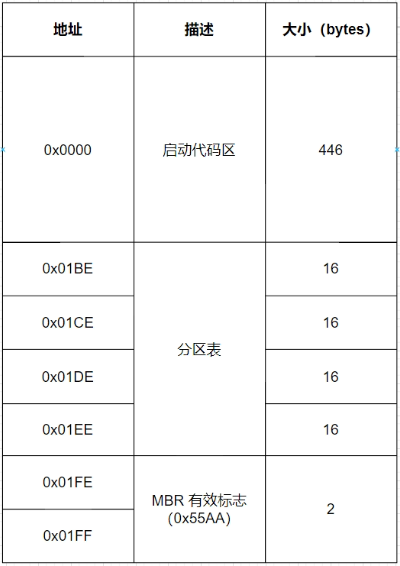 地址 描述 大小（bytes）
0x0000 启动代码区 446
0x01BE 16
0x01CE 16
分区表
0x01DE 16
0x01EE 16
0x01FE
MBR 有效标志
（0x55AA）
2
0x01FF